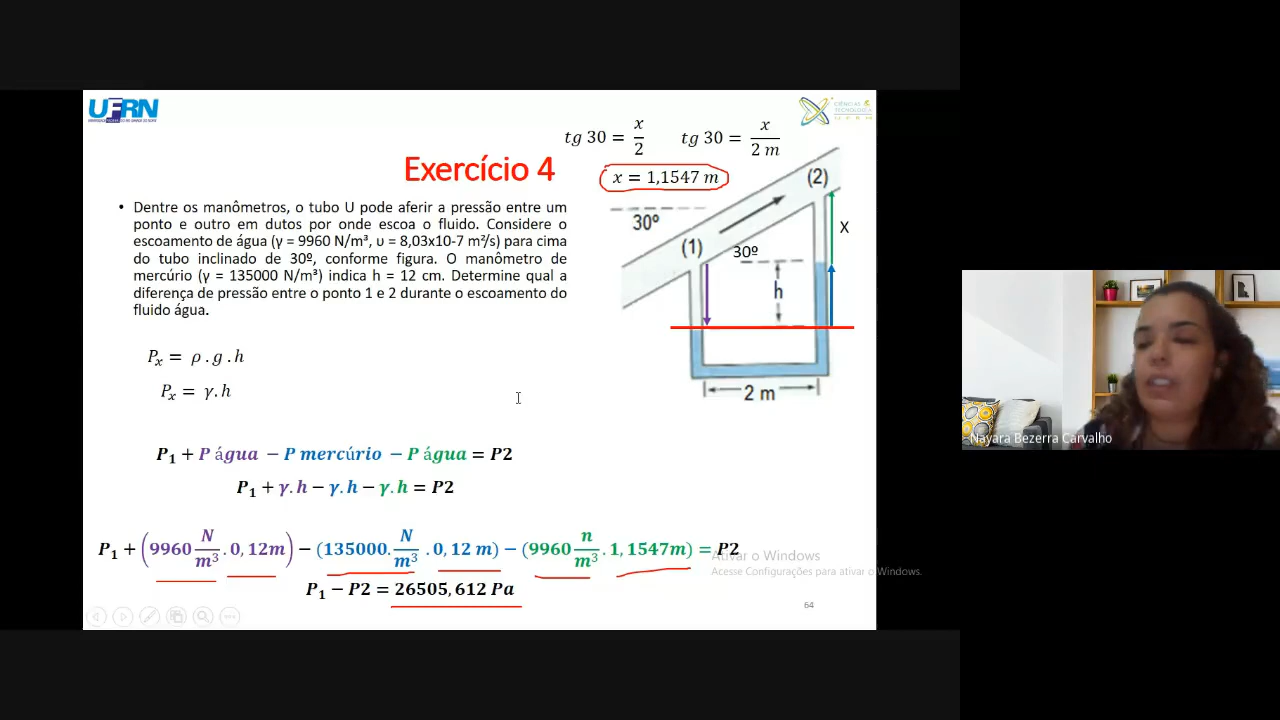 UFRN
CIÊNCIAS
TECNOLOGIA
UFRN
tg 30 = x/2 tg 30 = x/2 m
Exercício 4
x = 1,1547 m
• Dentre os manômetros, o tubo U pode aferir a pressão entre um
ponto e outro em dutos por onde escoa o fluido. Considere o
escoamento de água (γ = 9960 N/m³, υ = 8,03x10-7 m²/s) para cima
do tubo inclinado de 30º, conforme figura. O manômetro de
mercúrio (γ = 135000 N/m³) indica h = 12 cm. Determine qual a
diferença de pressão entre o ponto 1 e 2 durante o escoamento do
fluido água.
(2)
30º
X
(1)
30º
h
2 m
Pₓ = ρ . g . h
Pₓ = γ. h
P₁ + P água − P mercúrio − P água = P2
P₁ + γ. h − γ. h − γ. h = P2
P₁ + (9960 N/m³ . 0, 12m) − (135000. N/m³ . 0, 12 m) − (9960 n/m³ . 1, 1547m) = P2
P₁ − P2 = 26505, 612 Pa
Ativar o Windows
Acesse Configurações para ativar o Windows.
64
Nayara Bezerra Carvalho